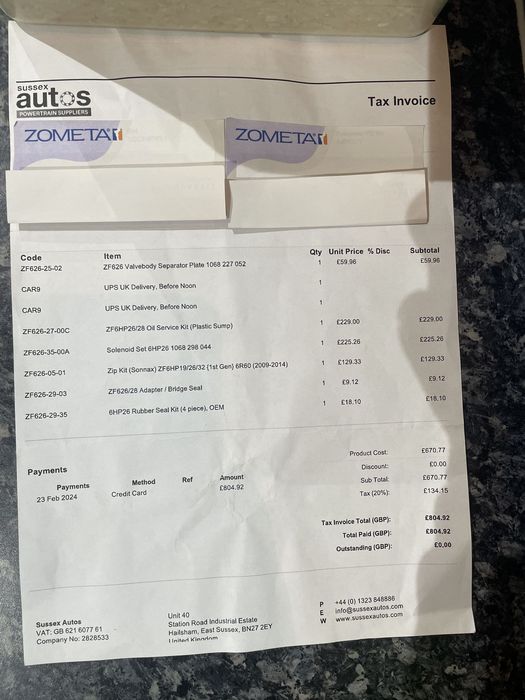 sussex
autos
POWERTRAIN SUPPLIERS
Tax Invoice
ZOMETA
ZOMETA
Code Item Qty Unit Price % Disc Subtotal
ZF626-25-02 ZF626 Valvebody Separator Plate 1068 227 052 1 £59.96 £59.96
CAR9 UPS UK Delivery, Before Noon 1
CAR9 UPS UK Delivery, Before Noon 1
ZF626-27-00C ZF6HP26/28 Oil Service Kit (Plastic Sump) 1 £229.00 £229.00
ZF626-35-00A Solenoid Set 6HP26 1068 298 044 1 £225.26 £225.26
ZF626-05-01 Zip Kit (Sonnax) ZF6HP19/26/32 {1st Gen} 6R60 (2009-2014) 1 £129.33 £129.33
ZF626-29-03 ZF626/28 Adapter / Bridge Seal 1 £9.12 £9.12
ZF626-29-35 6HP26 Rubber Seal Kit (4 piece), OEM 1 £18.10 £18.10
Product Cost: £670.77
Discount: £0.00
Sub Total: £670.77
Tax (20%): £134.15
Payments
Payments Method Ref Amount
23 Feb 2024 Credit Card £804.92
Tax Invoice Total (GBP): £804.92
Total Paid (GBP): £804.92
Outstanding (GBP): £0.00
Sussex Autos
VAT: GB 621 6077 61
Company No: 2828533
Unit 40
Station Road Industrial Estate
Hailsham, East Sussex, BN27 2EY
United Kingdom
P +44 (0) 1323 848886
E info@sussexautos.com
W www.sussexautos.com